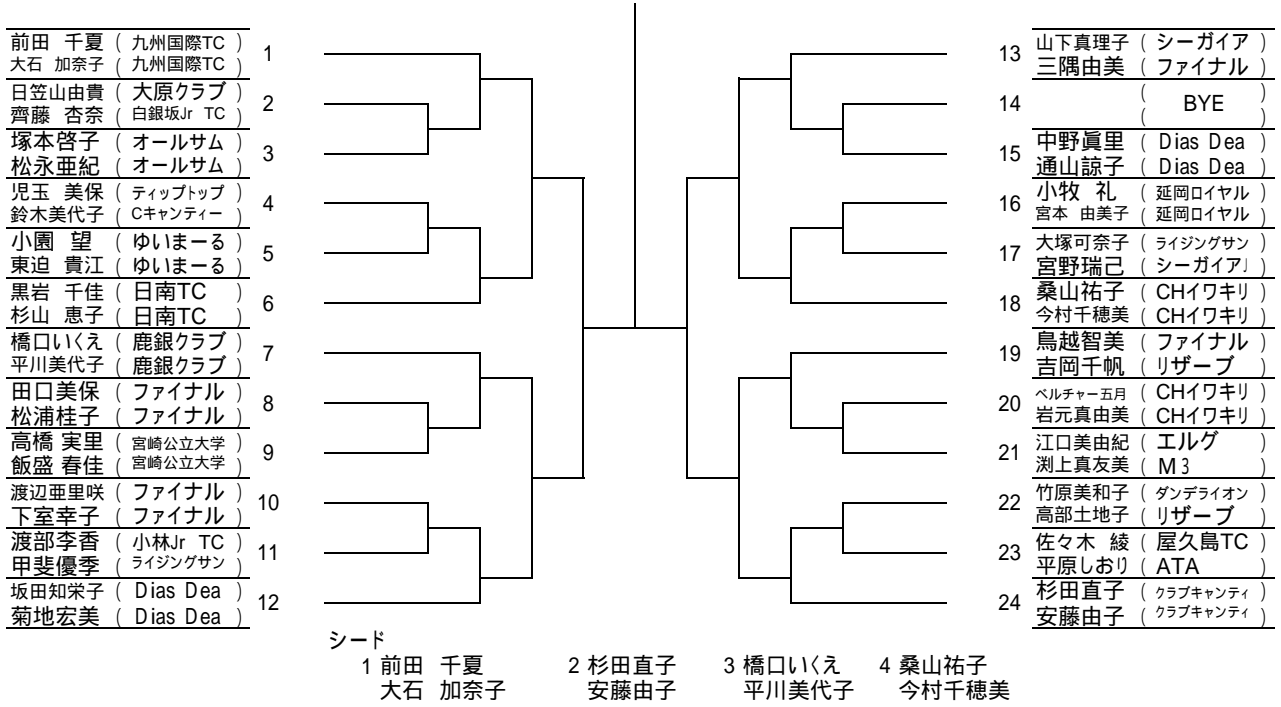 前田 千夏 ( 九州国際TC ) 1
大石 加奈子 ( 九州国際TC )
日笠山由貴 ( 大原クラブ ) 2
齊藤 杏奈 ( 白銀坂Jr TC )
塚本啓子 ( オールサム ) 3
松永亜紀 ( オールサム )
児玉 美保 ( ティップトップ ) 4
鈴木美代子 ( Cキャンティー )
小園 望 ( ゆいまーる ) 5
東迫 貴江 ( ゆいまーる )
黒岩 千佳 ( 日南TC ) 6
杉山 恵子 ( 日南TC )
橋口いくえ ( 鹿銀クラブ ) 7
平川美代子 ( 鹿銀クラブ )
田口美保 ( ファイナル ) 8
松浦桂子 ( ファイナル )
高橋 実里 ( 宮崎公立大学 ) 9
飯盛 春佳 ( 宮崎公立大学 )
渡辺亜里咲 ( ファイナル ) 10
下室幸子 ( ファイナル )
渡部李香 ( 小林Jr TC ) 11
甲斐優季 ( ライジングサン )
坂田知栄子 ( Dias Dea ) 12
菊地宏美 ( Dias Dea )
13 山下真理子 ( シーガイア )
三隅由美 ( ファイナル )
14 ( BYE )
( )
15 中野眞里 ( Dias Dea )
通山諒子 ( Dias Dea )
16 小牧 礼 ( 延岡ロイヤル )
宮本 由美子 ( 延岡ロイヤル )
17 大塚可奈子 ( ライジングサン )
宮野瑞己 ( シーガイアJ )
18 桑山祐子 ( CHイワキリ )
今村千穂美 ( CHイワキリ )
19 鳥越智美 ( ファイナル )
吉岡千帆 ( リザーブ )
20 ベルチャー五月 ( CHイワキリ )
岩元真由美 ( CHイワキリ )
21 江口美由紀 ( エルグ )
渕上真友美 ( M3 )
22 竹原美和子 ( ダンデライオン )
高部土地子 ( リザーブ )
23 佐々木 綾 ( 屋久島TC )
平原しおり ( ATA )
24 杉田直子 ( クラブキャンティ )
安藤由子 ( クラブキャンティ )
シード
1 前田 千夏 2 杉田直子 3 橋口いくえ 4 桑山祐子
大石 加奈子 安藤由子 平川美代子 今村千穂美